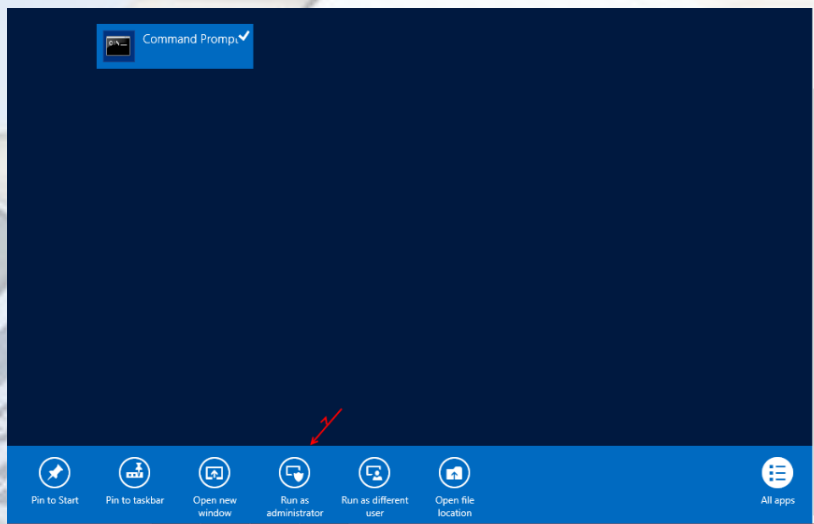 Command Promp
Pin to Start
Pin to taskbar
Open new
window
Run as
administrator
Run as different
user
Open file
location
All apps